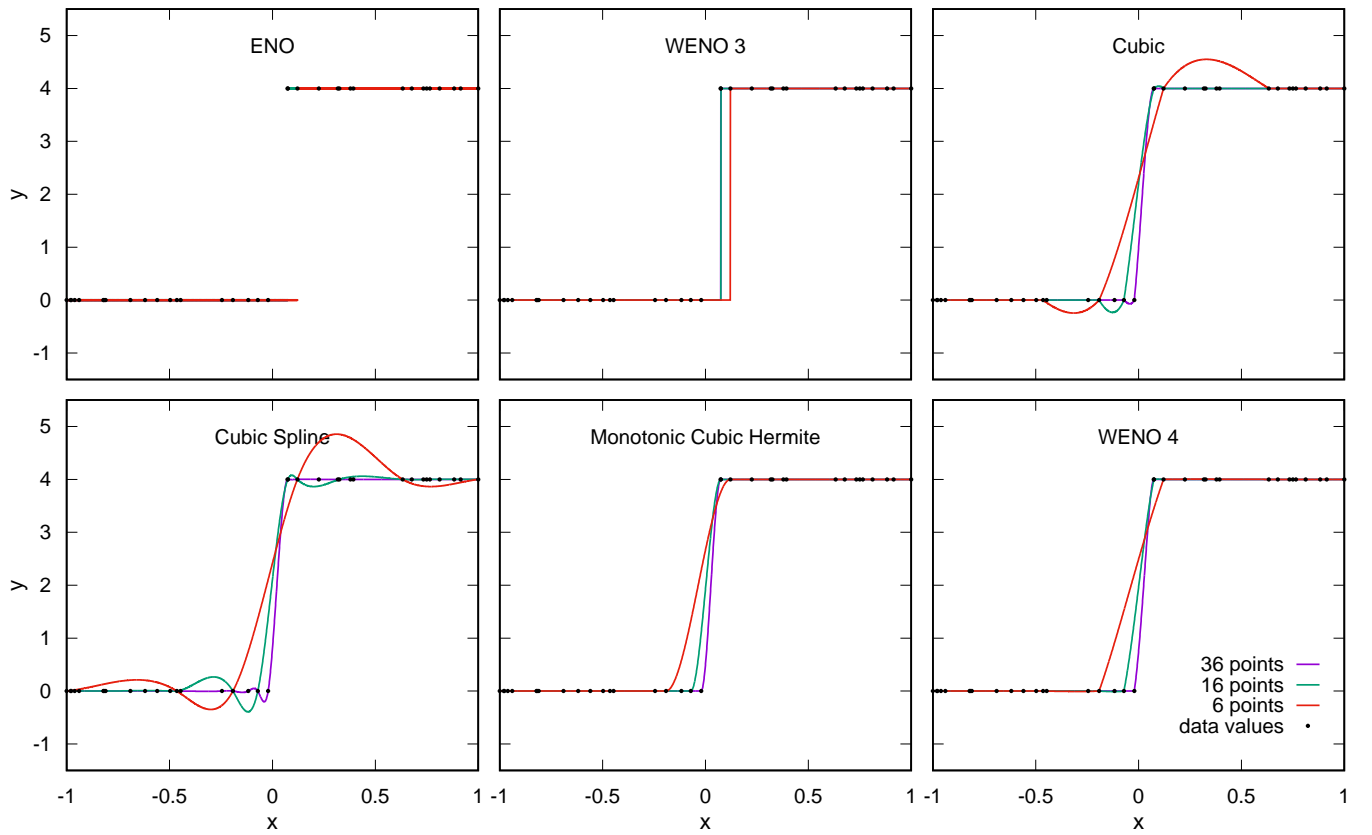 ENO
WENO 3
Cubic
5
4
3
2
1
0
-1
y
Cubic Spline
Monotonic Cubic Hermite
WENO 4
5
4
3
2
1
0
-1
y
36 points
16 points
6 points
data values
-1 -0.5 0 0.5 1
-1 -0.5 0 0.5 1
-1 -0.5 0 0.5 1
x
x
x